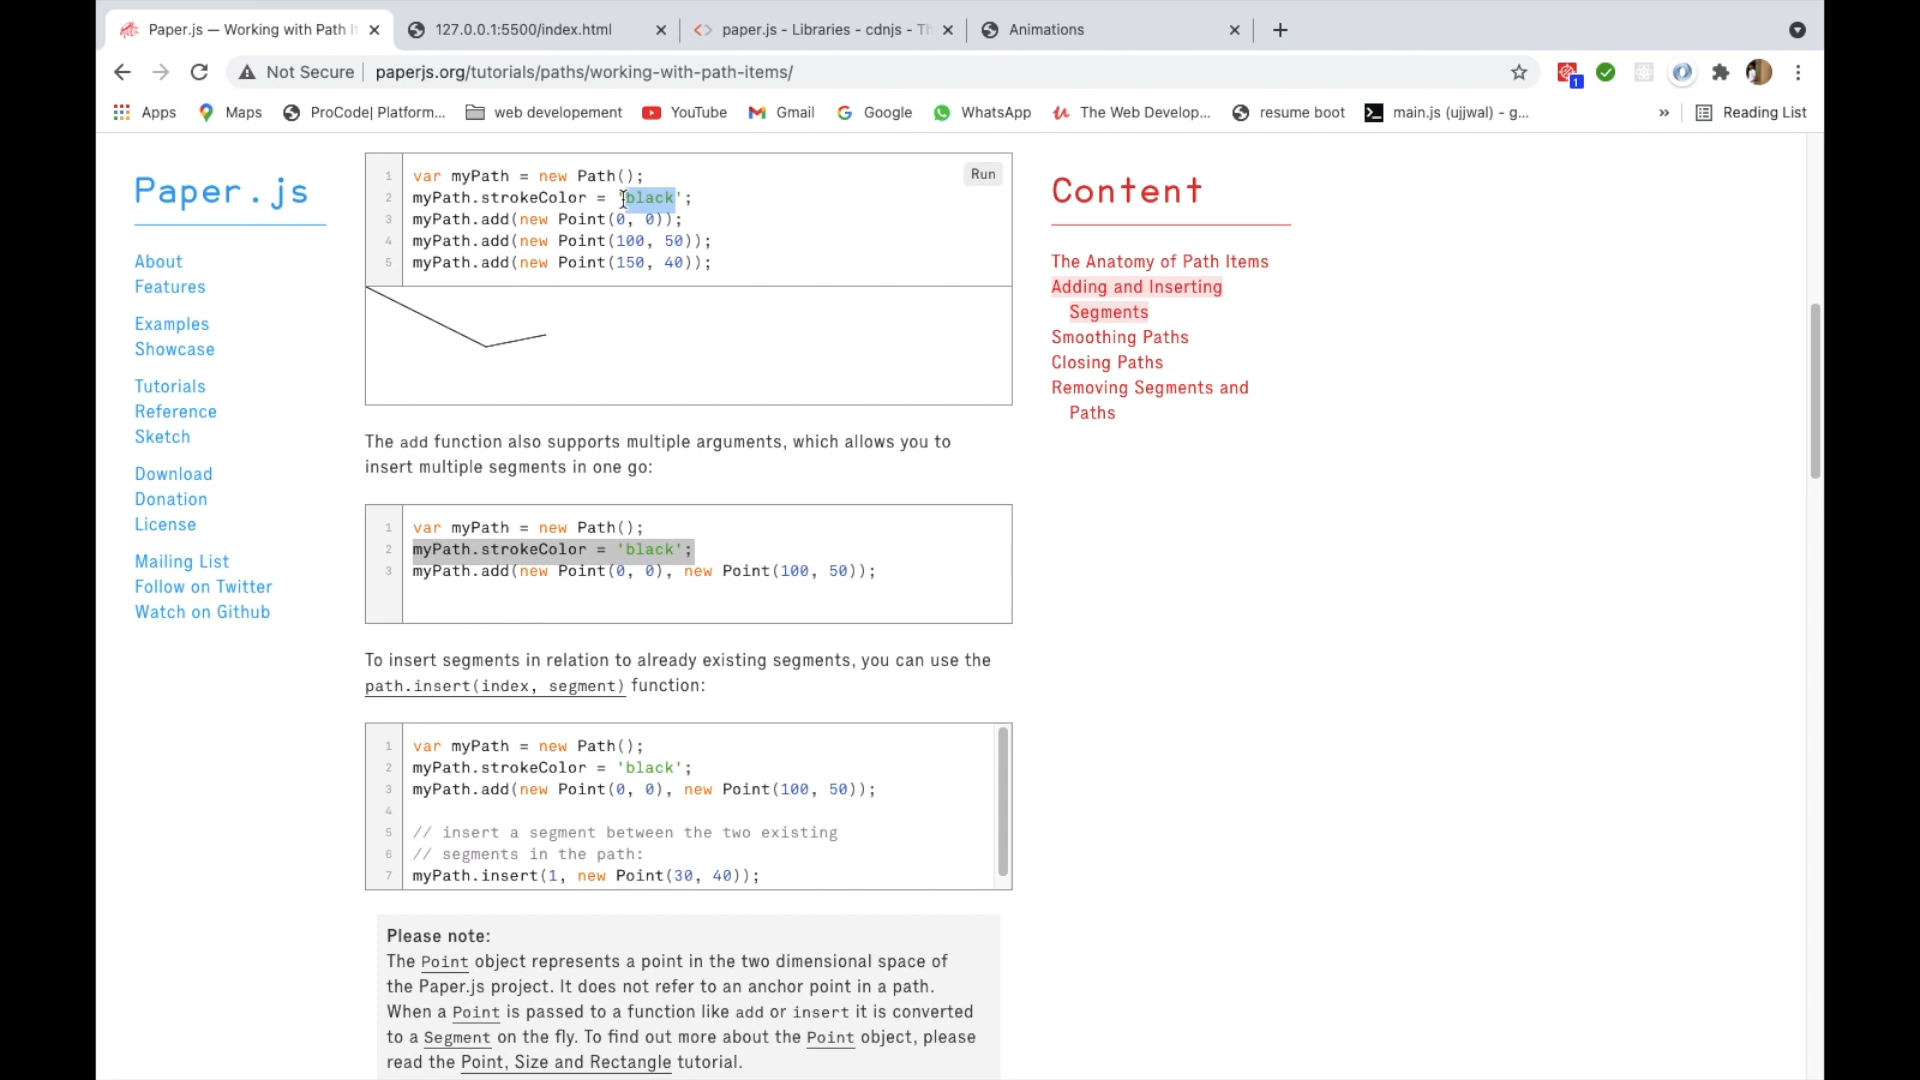 Paper.js — Working with Path It
127.0.0.1:5500/index.html
paper.js - Libraries - cdnjs - Th
Animations
Not Secure
paperjs.org/tutorials/paths/working-with-path-items/
1
Apps
Maps
ProCode| Platform...
web developement
YouTube
Gmail
Google
WhatsApp
The Web Develop...
resume boot
main.js (ujjwal) - g...
»
Reading List
Paper.js
About
Features
Examples
Showcase
Tutorials
Reference
Sketch
Download
Donation
License
Mailing List
Follow on Twitter
Watch on Github
Run
1 var myPath = new Path();
2 myPath.strokeColor = 'black';
3 myPath.add(new Point(0, 0));
4 myPath.add(new Point(100, 50));
5 myPath.add(new Point(150, 40));
The add function also supports multiple arguments, which allows you to
insert multiple segments in one go:
1 var myPath = new Path();
2 myPath.strokeColor = 'black';
3 myPath.add(new Point(0, 0), new Point(100, 50));
To insert segments in relation to already existing segments, you can use the
path.insert(index, segment) function:
1 var myPath = new Path();
2 myPath.strokeColor = 'black';
3 myPath.add(new Point(0, 0), new Point(100, 50));
4
5 // insert a segment between the two existing
6 // segments in the path:
7 myPath.insert(1, new Point(30, 40));
Please note:
The Point object represents a point in the two dimensional space of
the Paper.js project. It does not refer to an anchor point in a path.
When a Point is passed to a function like add or insert it is converted
to a Segment on the fly. To find out more about the Point object, please
read the Point, Size and Rectangle tutorial.
Content
The Anatomy of Path Items
Adding and Inserting
Segments
Smoothing Paths
Closing Paths
Removing Segments and
Paths